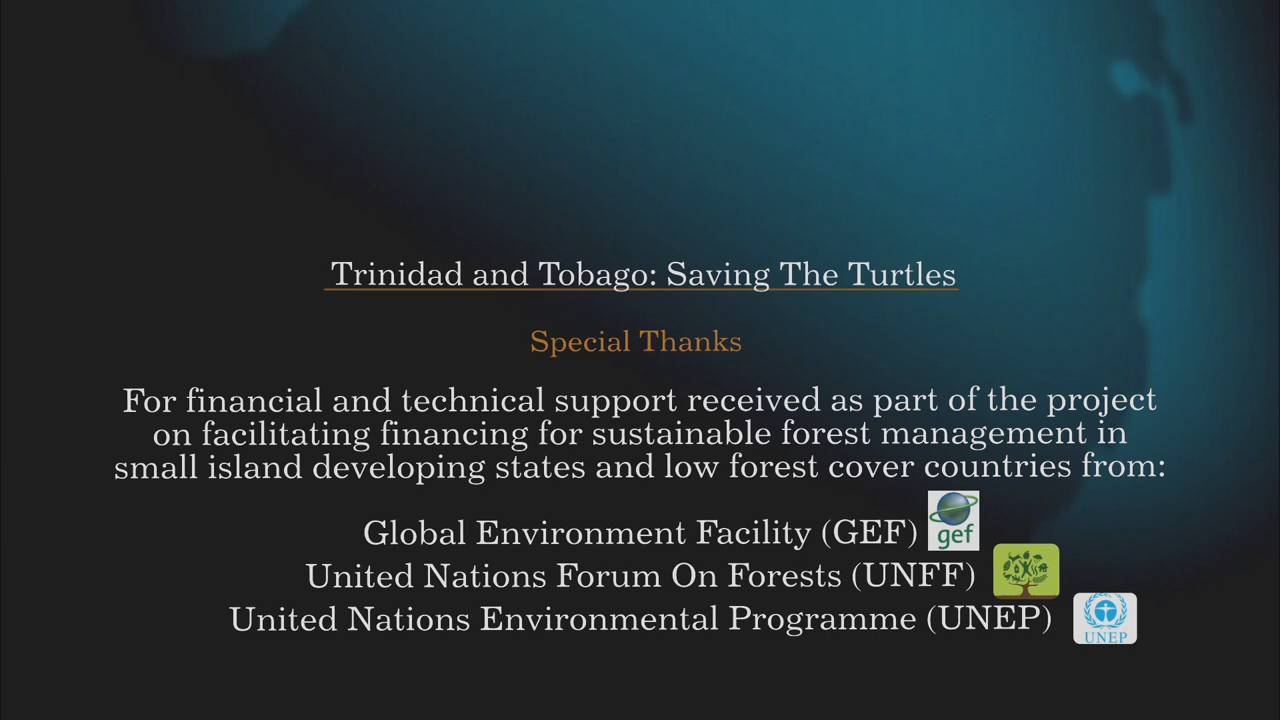 Trinidad and Tobago: Saving The Turtles
Special Thanks
For financial and technical support received as part of the project
on facilitating financing for sustainable forest management in
small island developing states and low forest cover countries from:
Global Environment Facility (GEF)
gef
United Nations Forum On Forests (UNFF)
United Nations Environmental Programme (UNEP)
UNEP